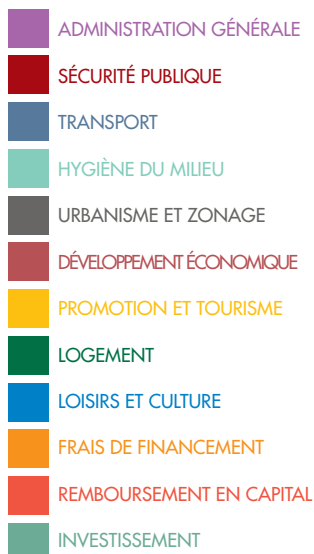 ADMINISTRATION GÉNÉRALE
SÉCURITÉ PUBLIQUE
TRANSPORT
HYGIÈNE DU MILIEU
URBANISME ET ZONAGE
DÉVELOPPEMENT ÉCONOMIQUE
PROMOTION ET TOURISME
LOGEMENT
LOISIRS ET CULTURE
FRAIS DE FINANCEMENT
REMBOURSEMENT EN CAPITAL
INVESTISSEMENT